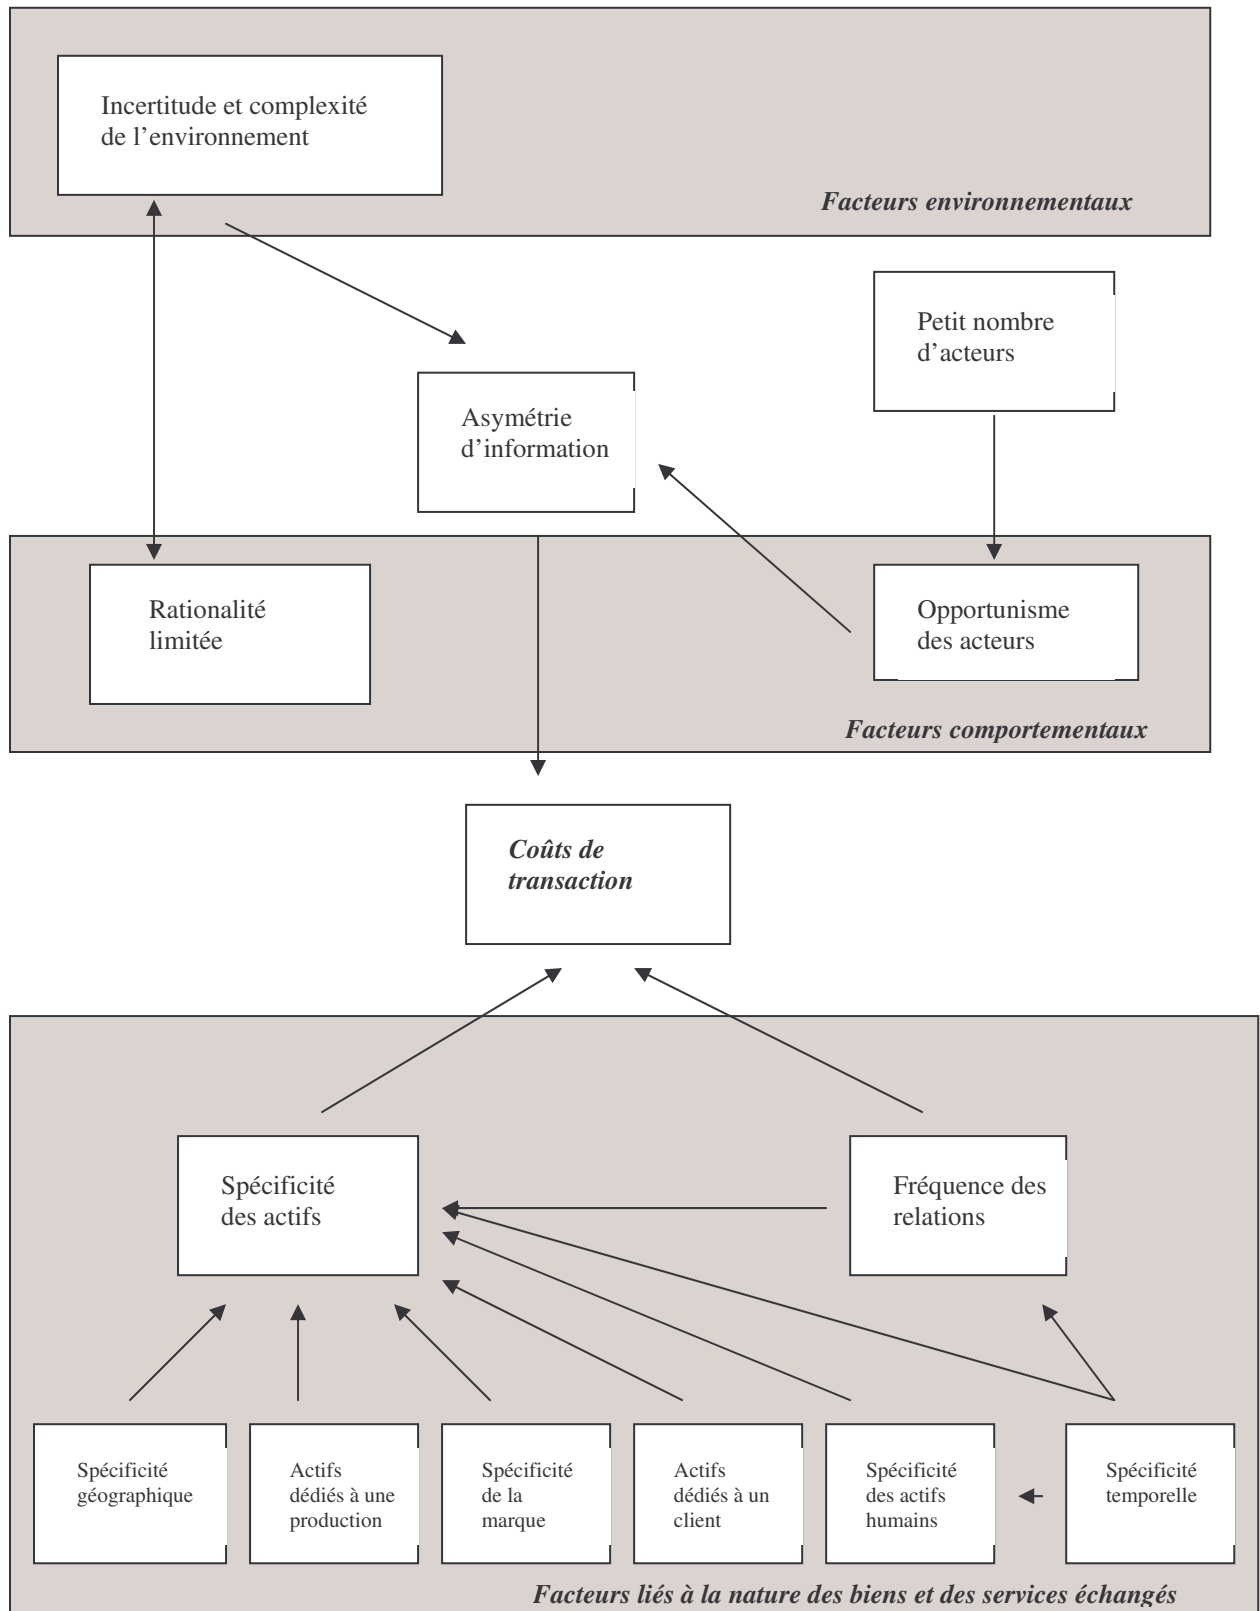 Incertitude et complexité
de l’environnement
Facteurs environnementaux
Petit nombre
d’acteurs
Asymétrie
d’information
Rationalité
limitée
Opportunisme
des acteurs
Facteurs comportementaux
Coûts de
transaction
Spécificité
des actifs
Fréquence des
relations
Spécificité
géographique
Actifs
dédiés à une
production
Spécificité
de la
marque
Actifs
dédiés à un
client
Spécificité
des actifs
humains
Spécificité
temporelle
Facteurs liés à la nature des biens et des services échangés